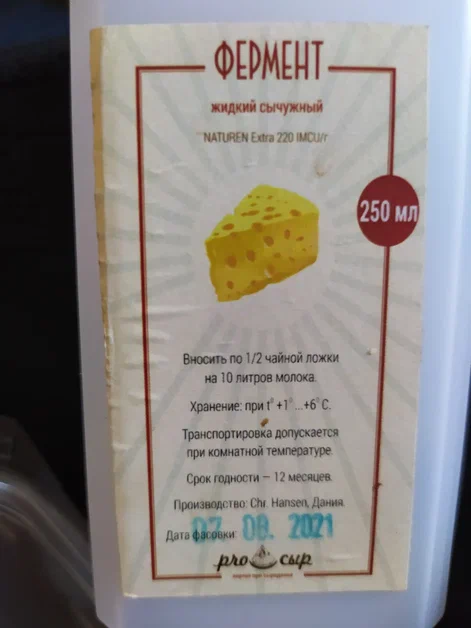 ФЕРМЕНТ
жидкий сычужный
NATUREN Extra 220 IMCU/г
250 мл
Вносить по 1/2 чайной ложки
на 10 литров молока.
Хранение: при t° +1° ...+6° С.
Транспортировка допускается
при комнатной температуре
Срок годности – 12 месяцев.
Производство: Chr. Hansen, Дания.
Дата фасовки: 07. 08. 2021
pro сыр